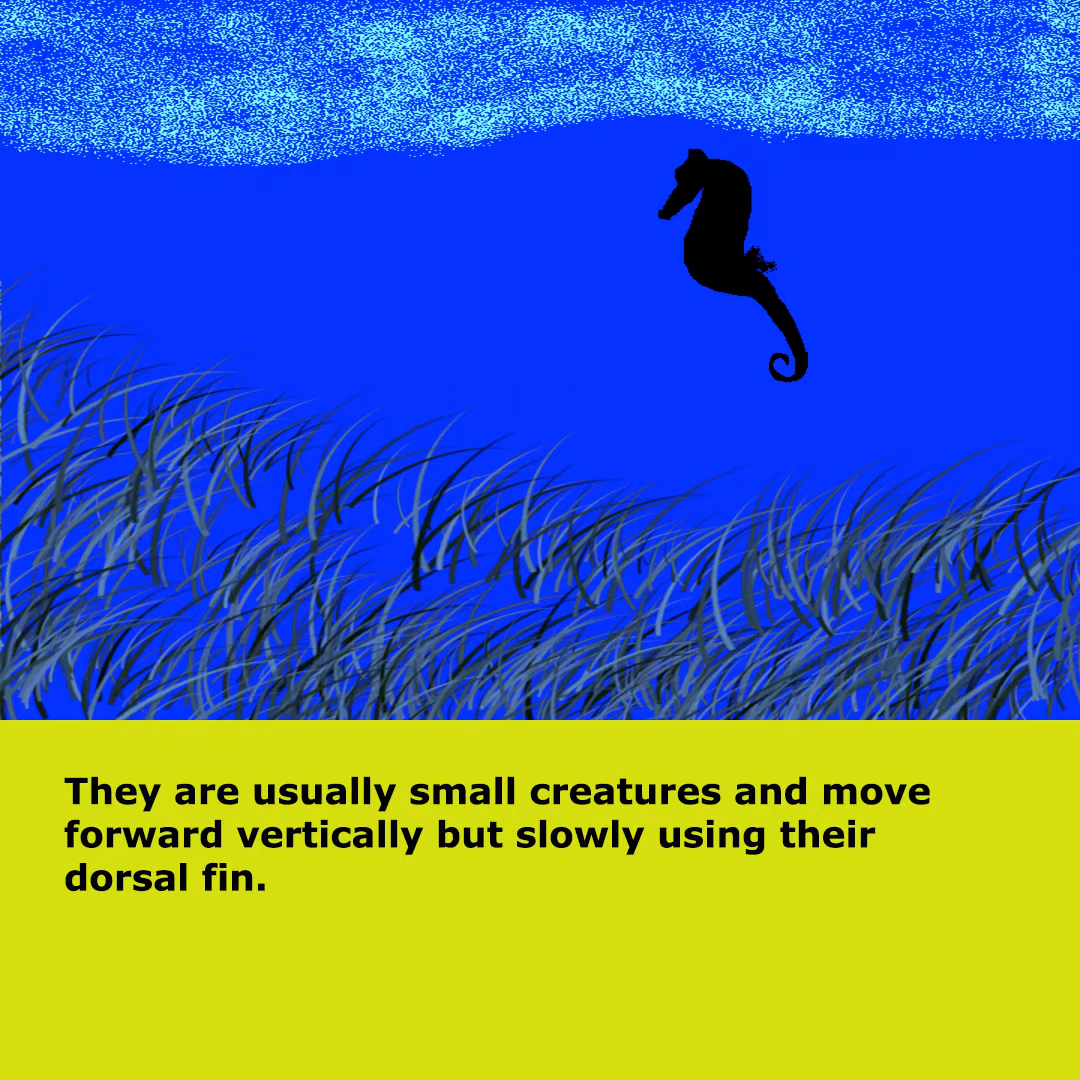 They are usually small creatures and move
forward vertically but slowly using their
dorsal fin.